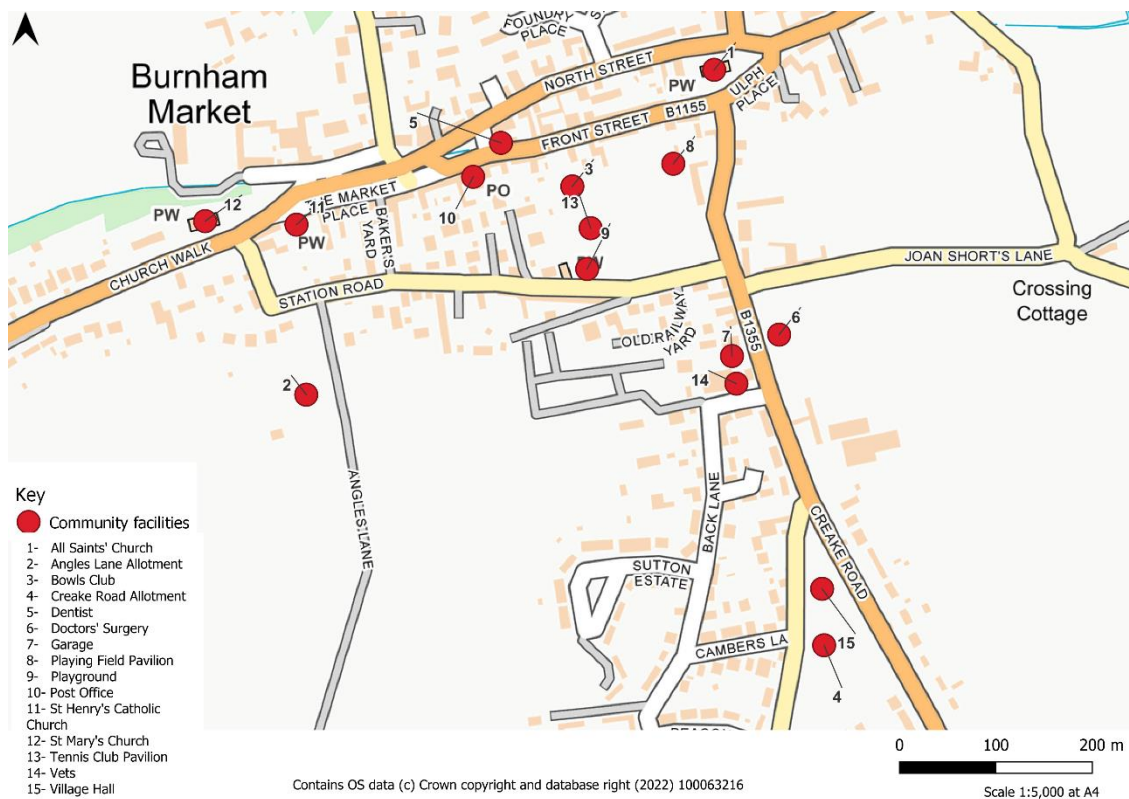 FOUNDRY
PLACE
Burnham
Market
NORTH STREET
1
PW
ULPH
PLACE
5
FRONT STREET
B1155
8
3
PO
10
13
12
PW
11
E MARKET
PLACE
PW
BAKER'S
YARD
9
CHURCH WALK
STATION ROAD
JOAN SHORT'S LANE
Crossing
Cottage
OLD RAILWAY
YARD
B1355
6
7
14
2
ANGLES LANE
BACK LANE
CREAKE ROAD
SUTTON
ESTATE
CAMBERS LA
15
4
Key
Community facilities
1- All Saints' Church
2- Angles Lane Allotment
3- Bowls Club
4- Creake Road Allotment
5- Dentist
6- Doctors' Surgery
7- Garage
8- Playing Field Pavilion
9- Playground
10- Post Office
11- St Henry's Catholic
Church
12- St Mary's Church
13- Tennis Club Pavilion
14- Vets
15- Village Hall
Contains OS data (c) Crown copyright and database right (2022) 100063216
0 100 200 m
Scale 1:5,000 at A4